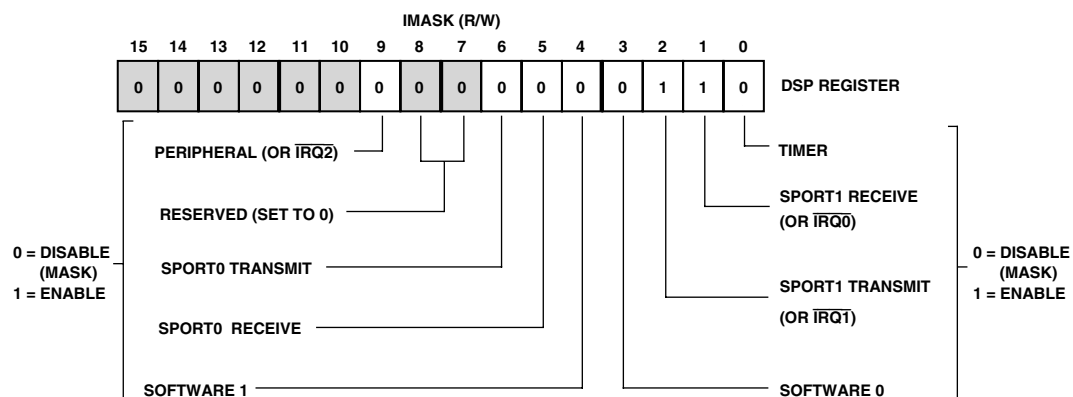 IMASK (R/W)
15 14 13 12 11 10 9 8 7 6 5 4 3 2 1 0
0 0 0 0 0 0 0 0 0 0 0 0 0 1 1 0 DSP REGISTER
PERIPHERAL (OR IRQ2)
RESERVED (SET TO 0)
SPORT0 TRANSMIT
SPORT0 RECEIVE
SOFTWARE 1
0 = DISABLE
(MASK)
1 = ENABLE
TIMER
SPORT1 RECEIVE
(OR IRQ0)
SPORT1 TRANSMIT
(OR IRQ1)
SOFTWARE 0
0 = DISABLE
(MASK)
1 = ENABLE